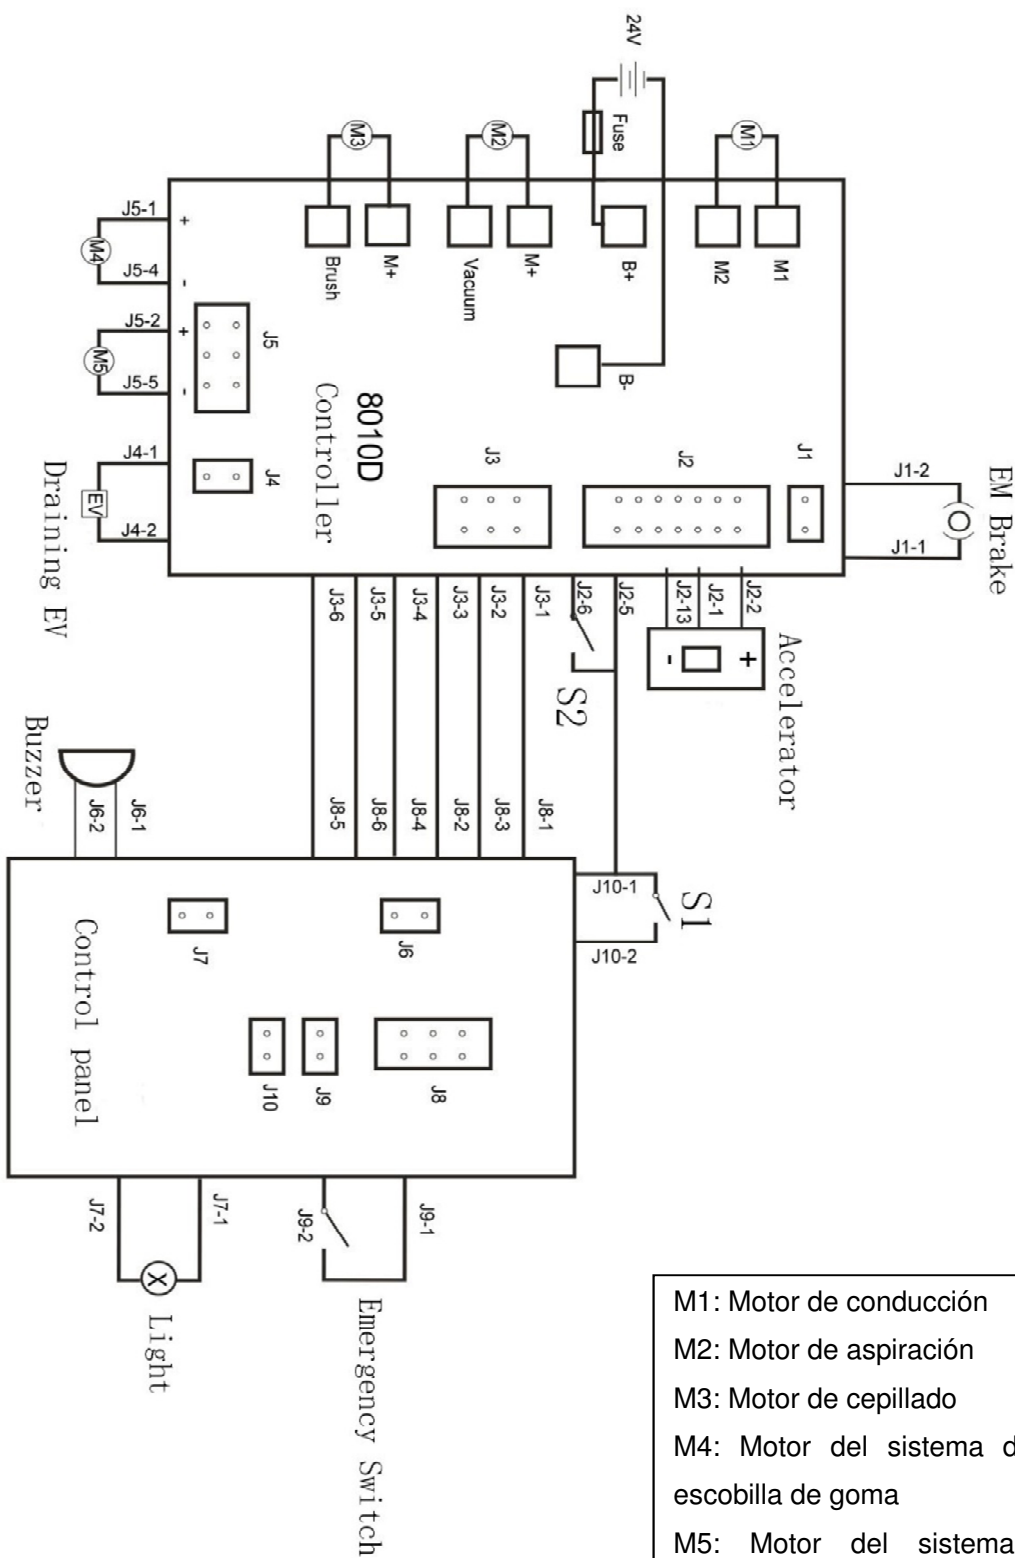 24V
Fuse
M3
M2
M1
Brush
M+
Vacuum
M+
B+
M2
M1
B-
J5-1
+
M4
J5-4
-
J5-2
+
M5
J5-5
-
J4-1
EV
J4-2
Draining EV
J5
J4
8010D
Controller
J3
J2
J1
J1-2
J1-1
EM Brake
J3-6
J3-5
J3-4
J3-3
J3-2
J3-1
J2-6
J2-5
J2-13
J2-1
J2-2
- +
Accelerator
S2
J8-5
J8-6
J8-4
J8-2
J8-3
J8-1
S1
J10-1
J10-2
Buzzer
J6-2
J6-1
Control panel
J7
J6
J10
J9
J8
J7-2
J7-1
X
Light
J9-2
J9-1
Emergency Switch
M1: Motor de conducción
M2: Motor de aspiración
M3: Motor de cepillado
M4: Motor del sistema
escobilla de goma
M5: Motor del sistema